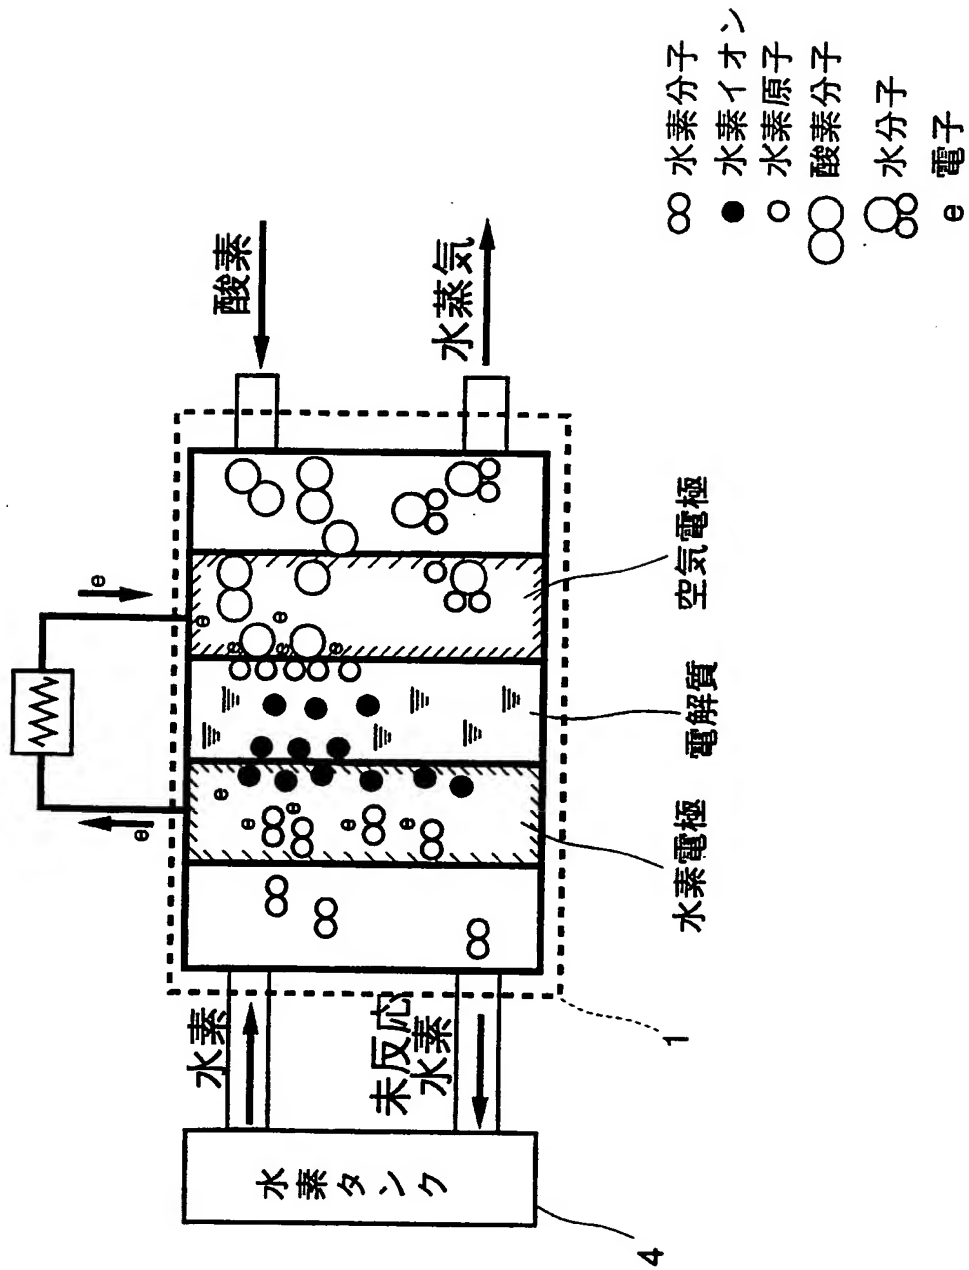 e
e
酸素
水蒸気
水素
未反応
水素
水素タンク
e
e
e
e
e
e
e
e
e
e
水素電極
電解質
空気電極
1
4
水素分子
水素イオン
水素原子
酸素分子
水分子
e 電子